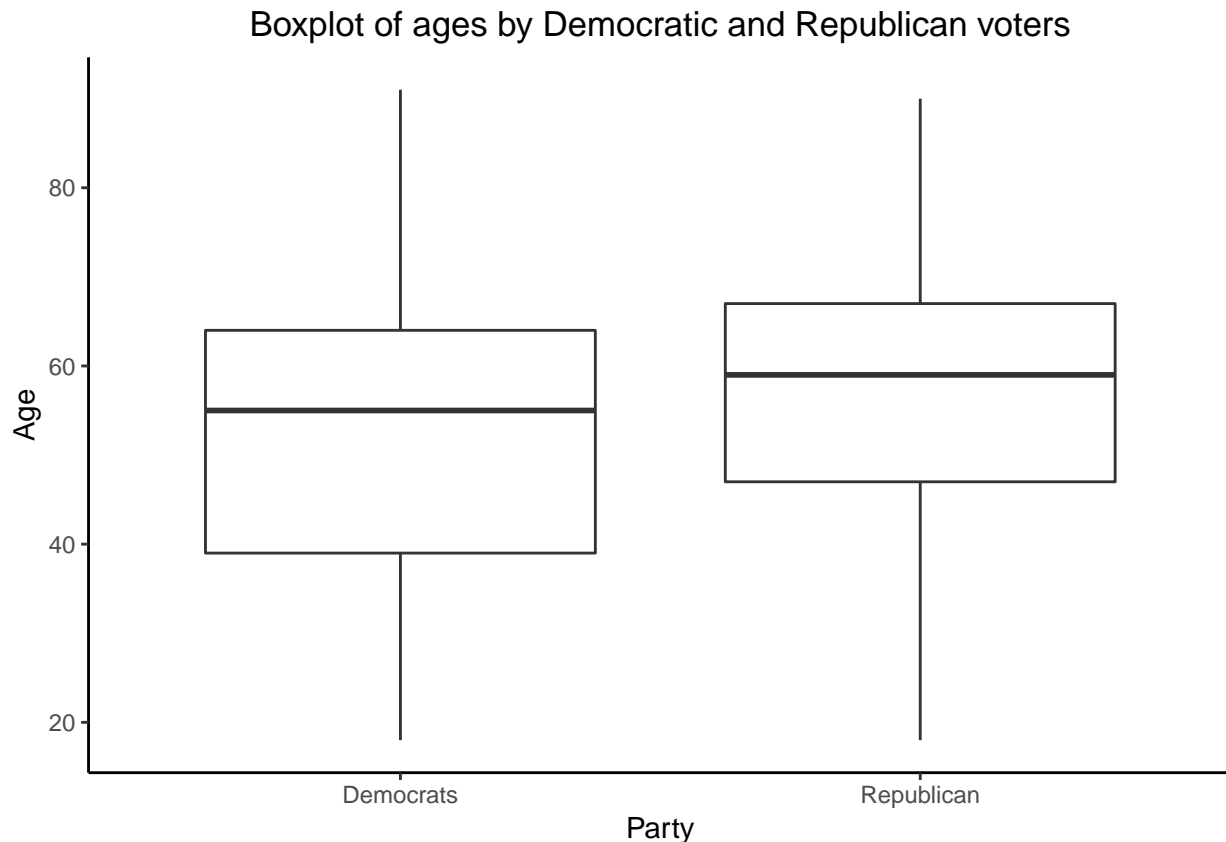 Boxplot of ages by Democratic and Republican voters
80
60
40
20
Age
Democrats Republican
Party